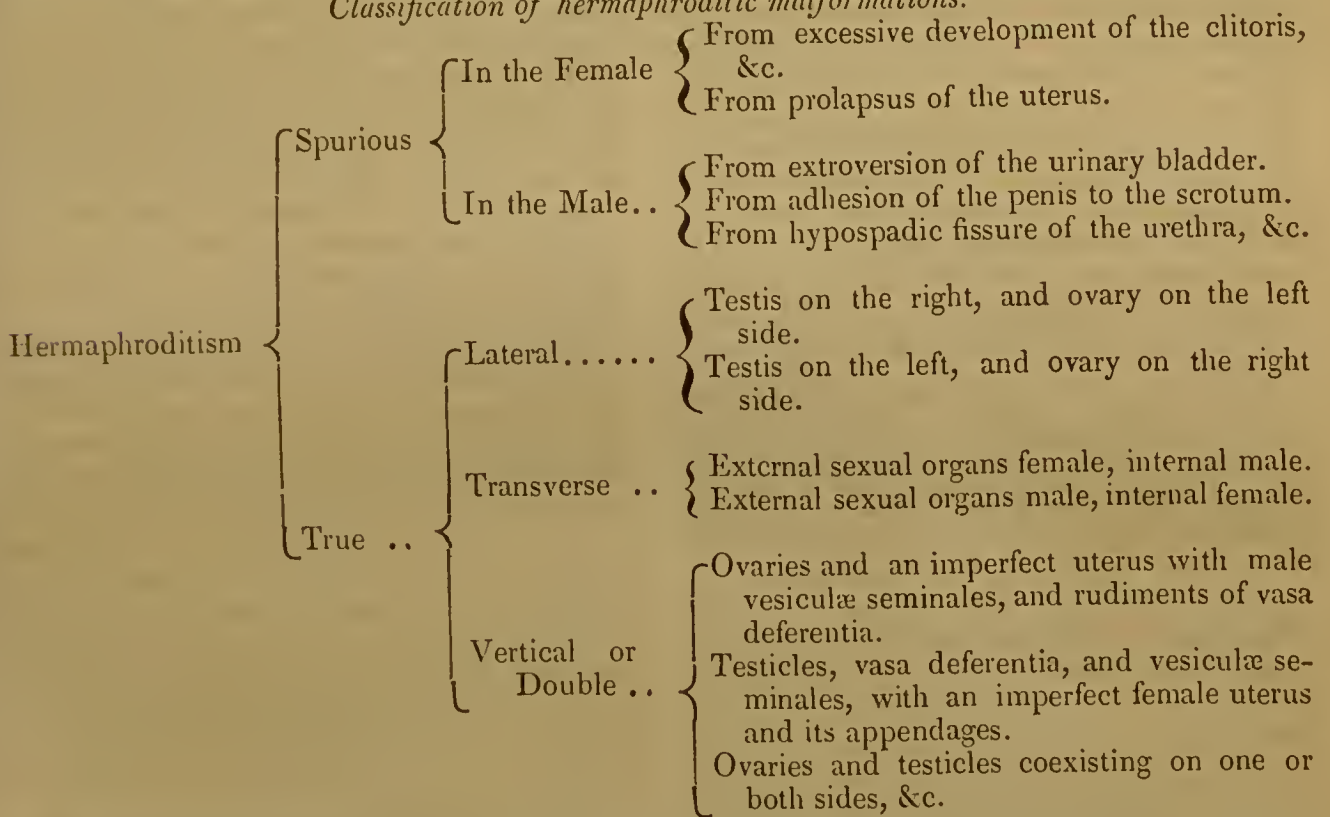 Classification of hermaphroditic malformations.
Hermaphroditism
Spurious
In the Female
From excessive development of the clitoris,
&c.
From prolapsus of the uterus.
In the Male..
From extroversion of the urinary bladder.
From adhesion of the penis to the scrotum.
From hypospadic fissure of the urethra, &c.
True ..
Lateral......
Testis on the right, and ovary on the left
side.
Testis on the left, and ovary on the right
side.
Transverse ..
External sexual organs female, internal male.
External sexual organs male, internal female.
Vertical or
Double ..
Ovaries and an imperfect uterus with male
vesiculæ seminales, and rudiments of vasa
deferentia.
Testicles, vasa deferentia, and vesiculæ se-
minales, with an imperfect female uterus
and its appendages.
Ovaries and testicles coexisting on one or
both sides, &c.